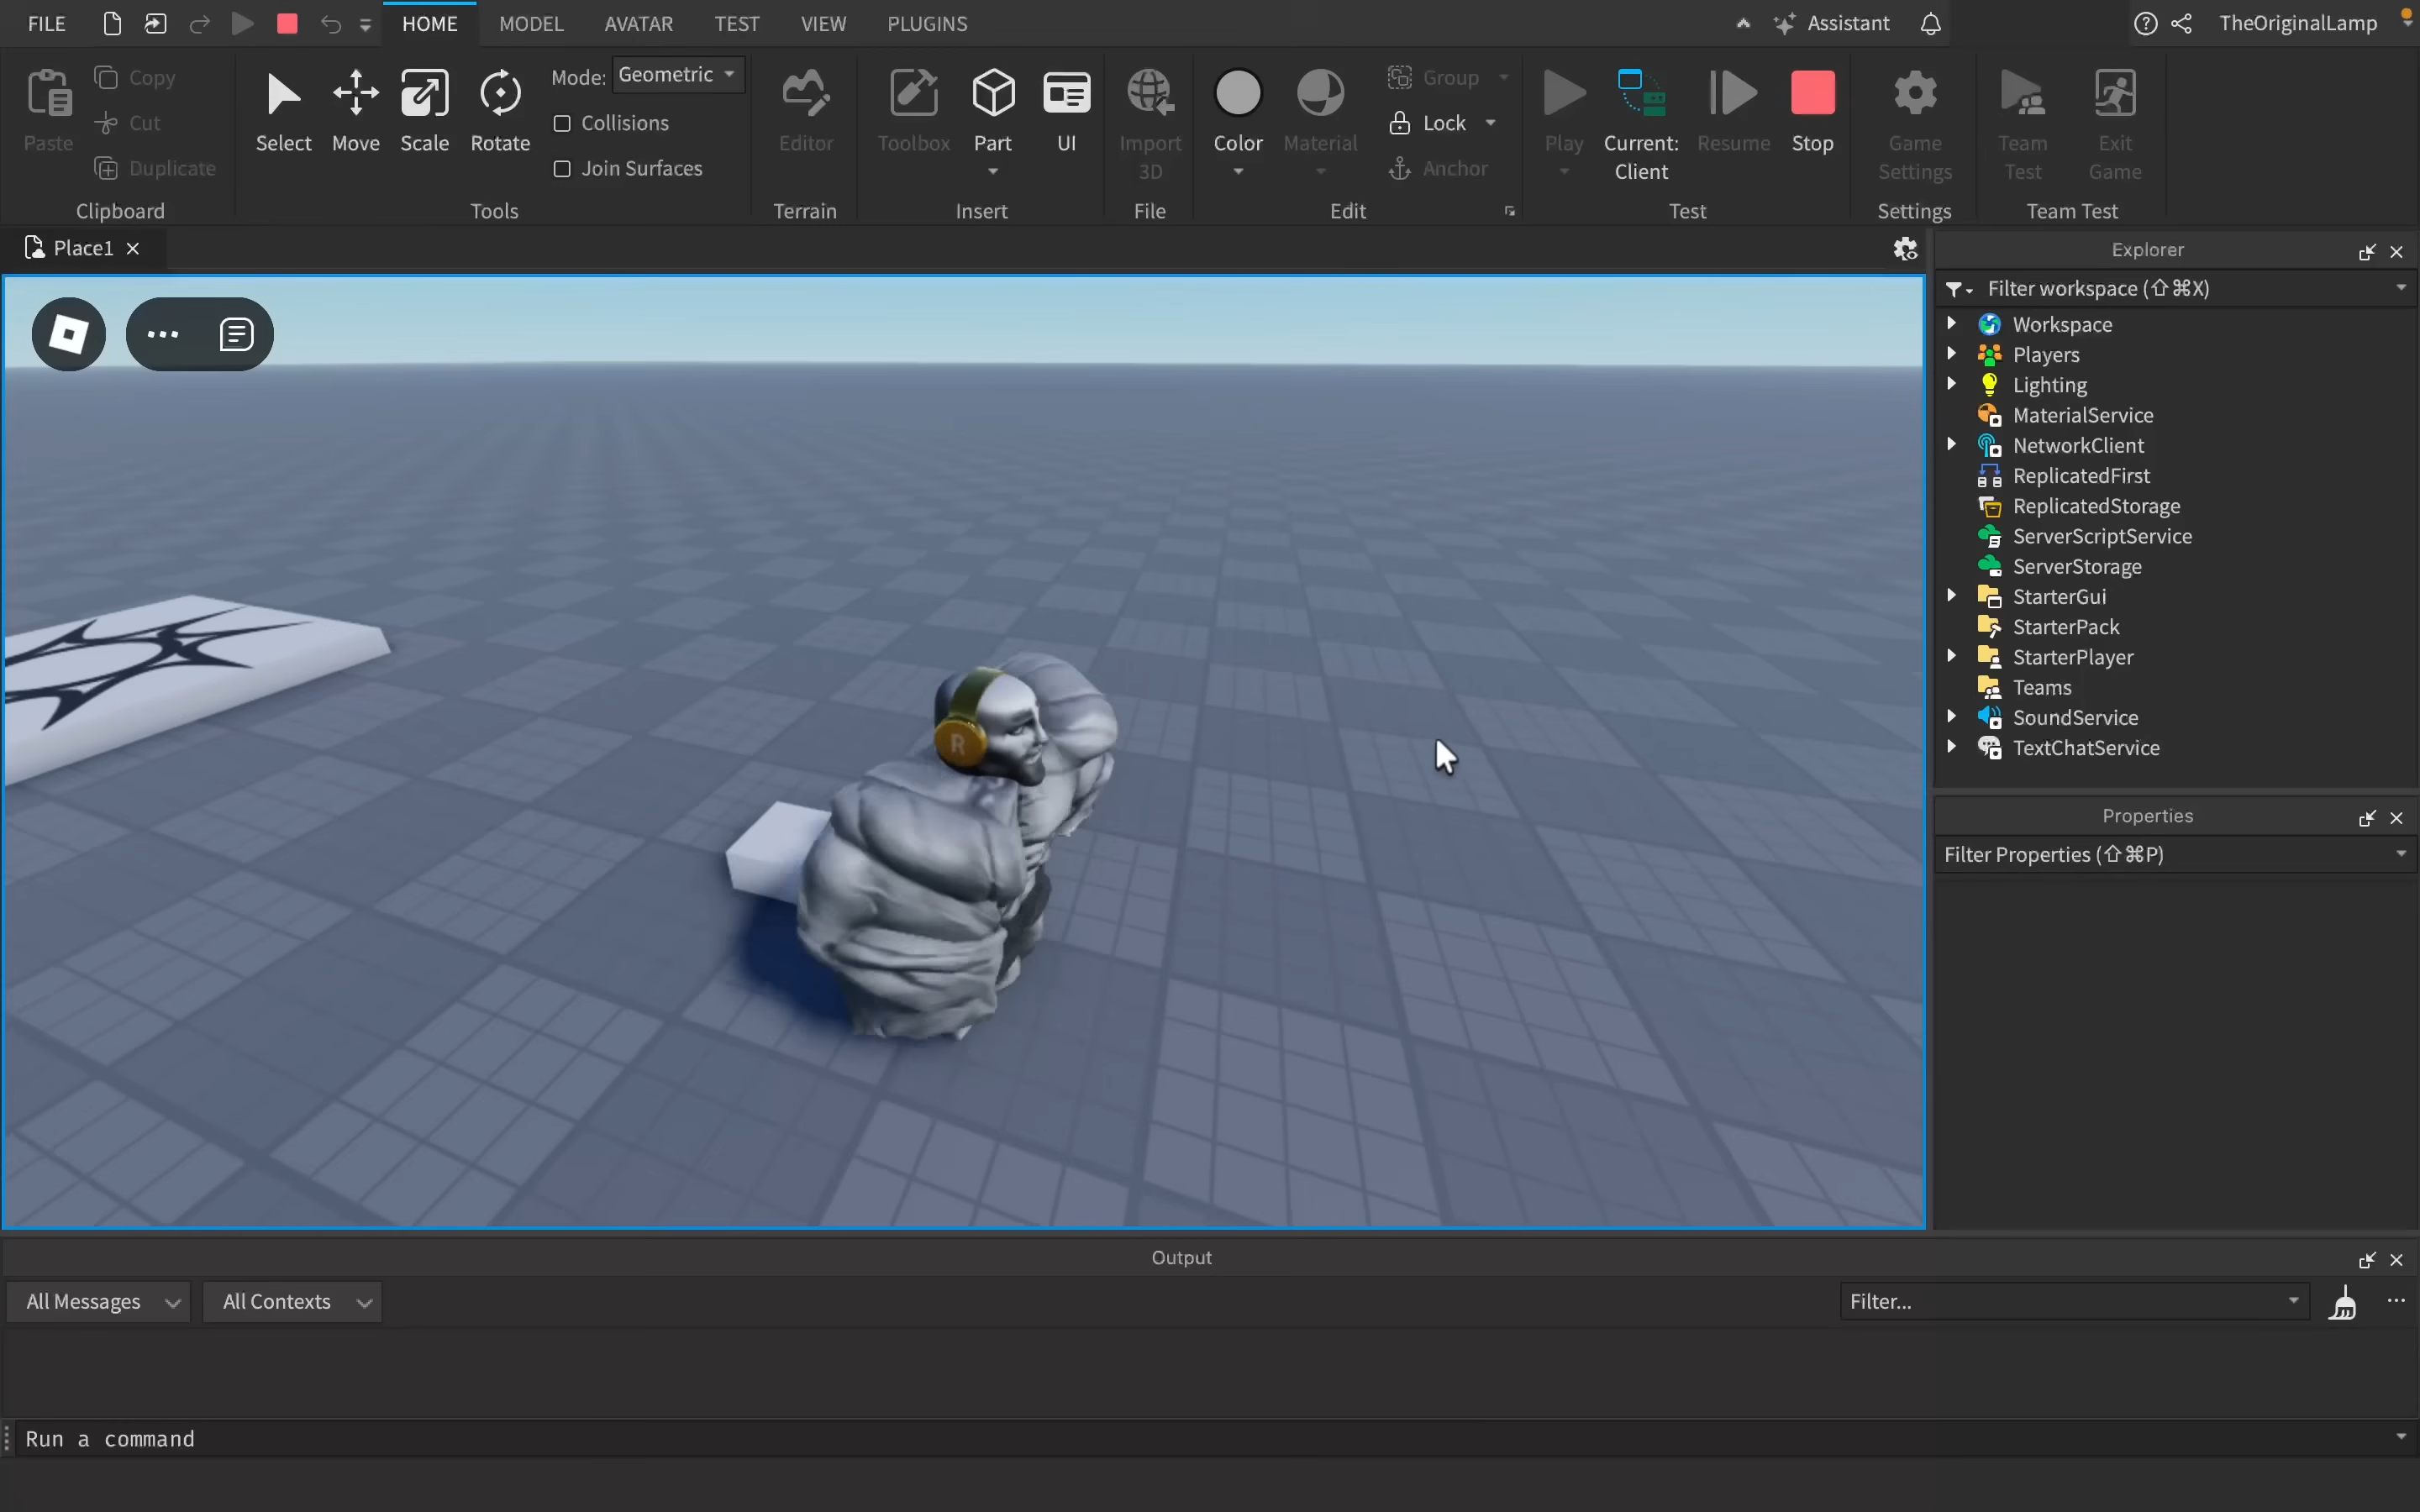 FILE HOME MODEL AVATAR TEST VIEW PLUGINS Assistant TheOriginalLamp
Paste Copy Cut Duplicate
Clipboard
Select Move Scale Rotate
Mode: Geometric
Collisions
Join Surfaces
Tools
Editor
Terrain
Toolbox Part UI
Insert
Import
3D
File
Color Material Group
Lock
Anchor
Edit
Play Current:
Client Resume Stop
Test
Game
Settings
Settings
Team
Test
Exit
Game
Team Test
Place1
R
Explorer
Filter workspace (⇧⌘X)
Workspace
Players
Lighting
MaterialService
NetworkClient
ReplicatedFirst
ReplicatedStorage
ServerScriptService
ServerStorage
StarterGui
StarterPack
StarterPlayer
Teams
SoundService
TextChatService
Properties
Filter Properties (⇧⌘P)
Output
All Messages All Contexts Filter...
Run a command